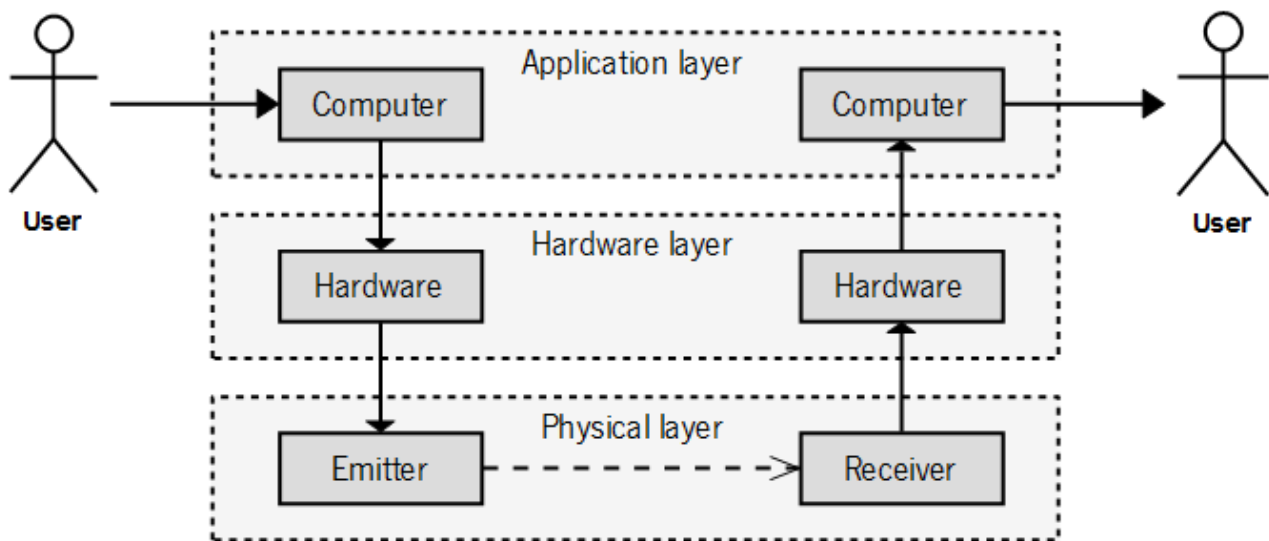 Application layer
Computer
Computer
User
User
Hardware layer
Hardware
Hardware
Physical layer
Emitter
Receiver